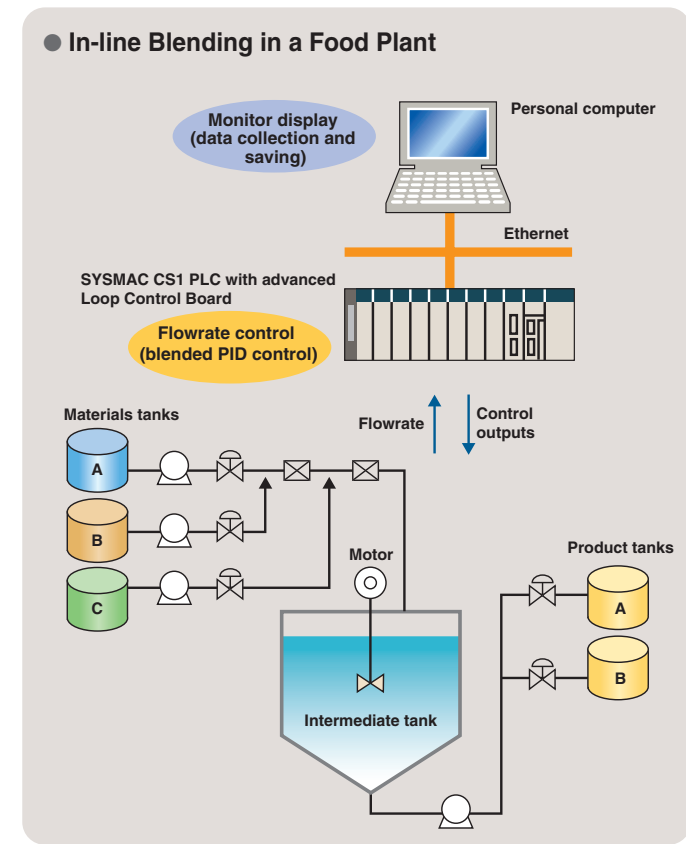 In-line Blending in a Food Plant
Monitor display
(data collection and
saving)
Personal computer
Ethernet
SYSMAC CS1 PLC with advanced
Loop Control Board
Flowrate control
(blended PID control)
Flowrate
Control
outputs
Materials tanks
A
B
C
Motor
Intermediate tank
Product tanks
A
B